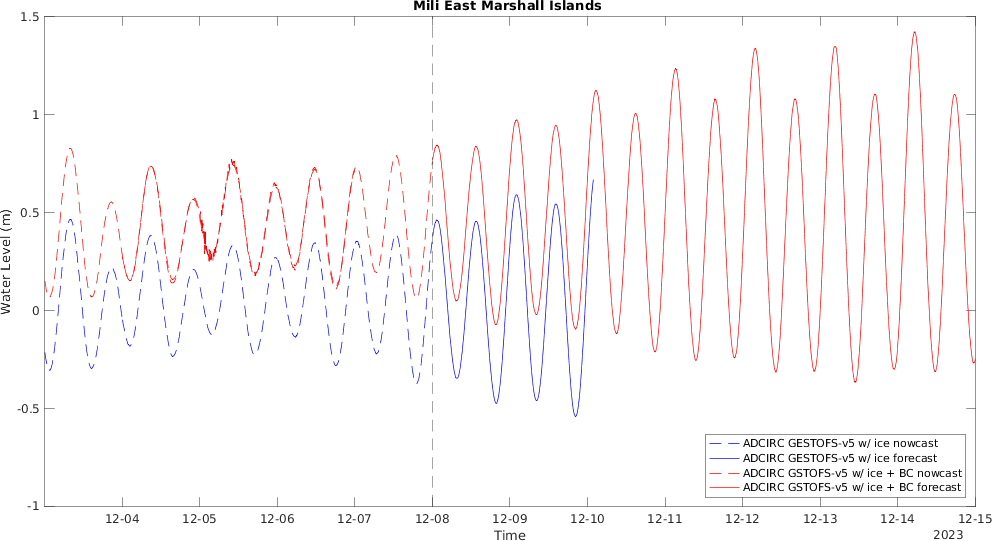 Mili East Marshall Islands
1.5
1
0.5
0
-0.5
-1
Water Level (m)
12-04 12-05 12-06 12-07 12-08 12-09 12-10 12-11 12-12 12-13 12-14 12-15
Time
2023
ADCIRC GESTOFS-v5 w/ ice nowcast
ADCIRC GESTOFS-v5 w/ ice forecast
ADCIRC GSTOFS-v5 w/ ice + BC nowcast
ADCIRC GSTOFS-v5 w/ ice + BC forecast